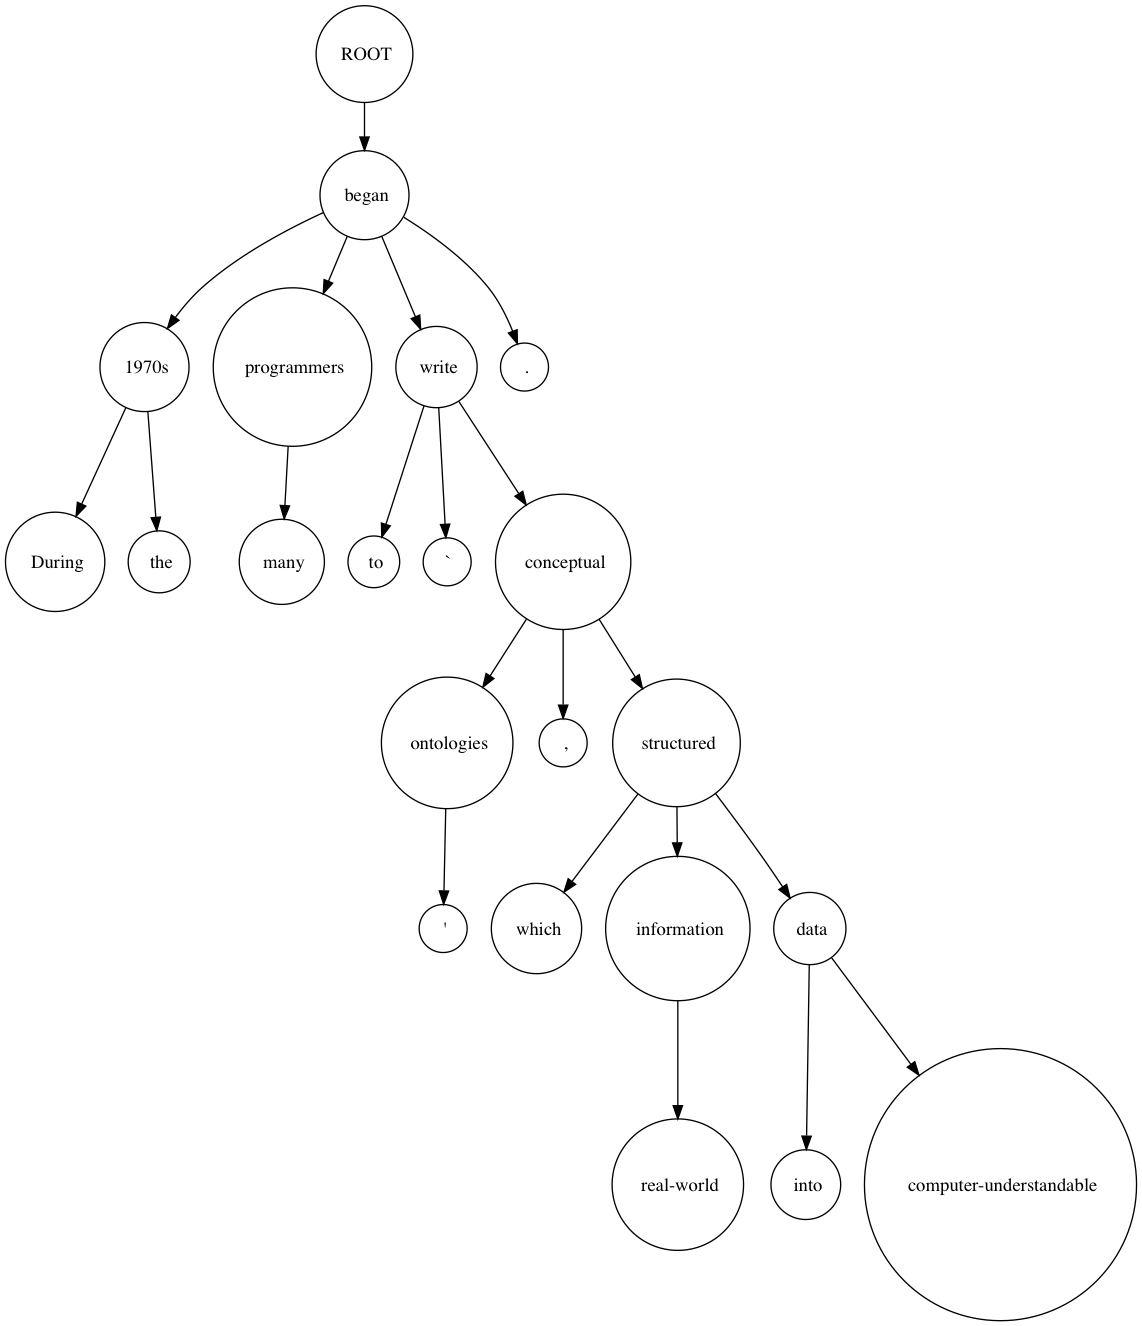 ROOT
began
1970s programmers write .
During the many to ` conceptual
ontologies , structured
' which information data
real-world into computer-understandable